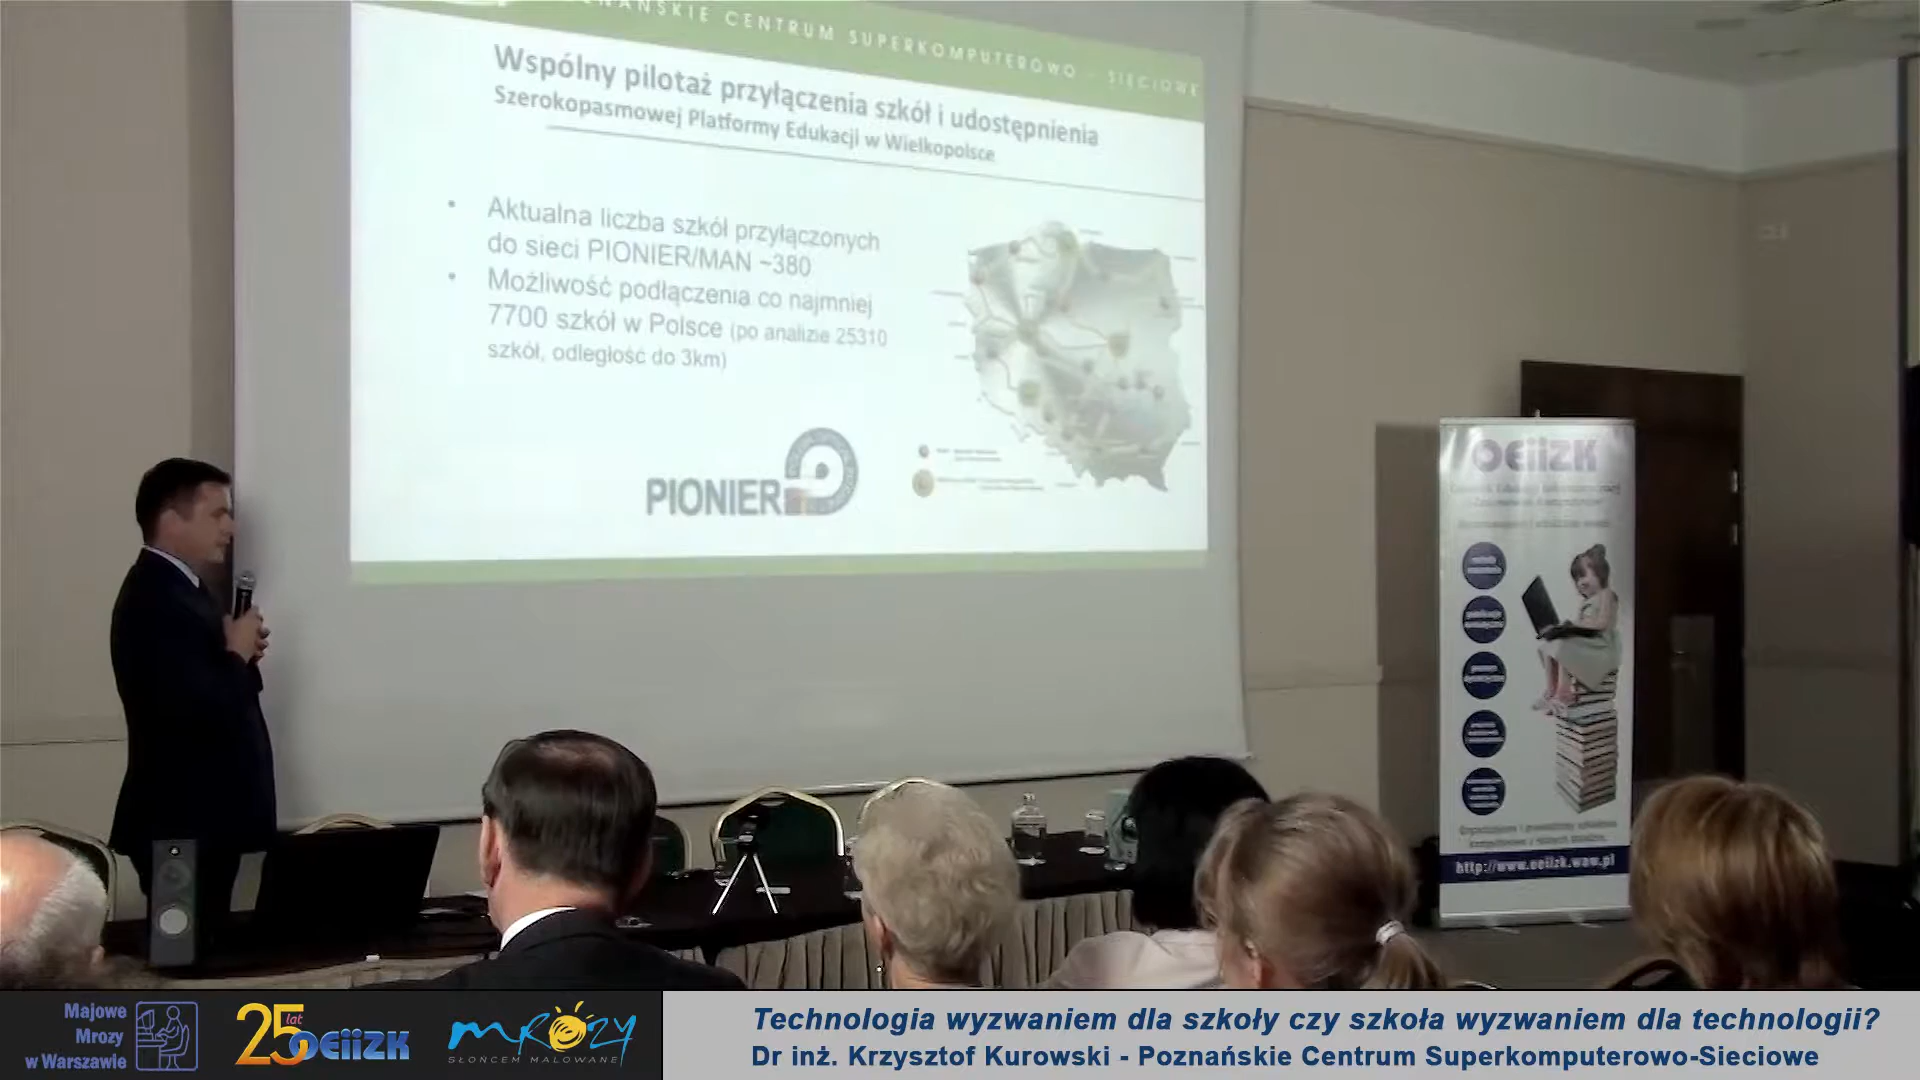 CENTRUM SUPERKOMPUTEROWO - SIECIOWE
Wspólny pilotaż przyłączenia szkół i udostępnienia
Szerokopasmowej Platformy Edukacji w Wielkopolsce
• Aktualna liczba szkół przyłączonych
do sieci PIONIER/MAN ~380
• Możliwość podłączenia co najmniej
7700 szkół w Polsce (po analizie 25310
szkół, odległość do 3km)
PIONIER
OEiiZK
http://www.oeiizk.waw.pl
Majowe
Mrozy
w Warszawie
25 lat
OEiiZK
mrozy
SŁOŃCEM MALOWANE
Technologia wyzwaniem dla szkoły czy szkoła wyzwaniem dla technologii?
Dr inż. Krzysztof Kurowski - Poznańskie Centrum Superkomputerowo-Sieciowe